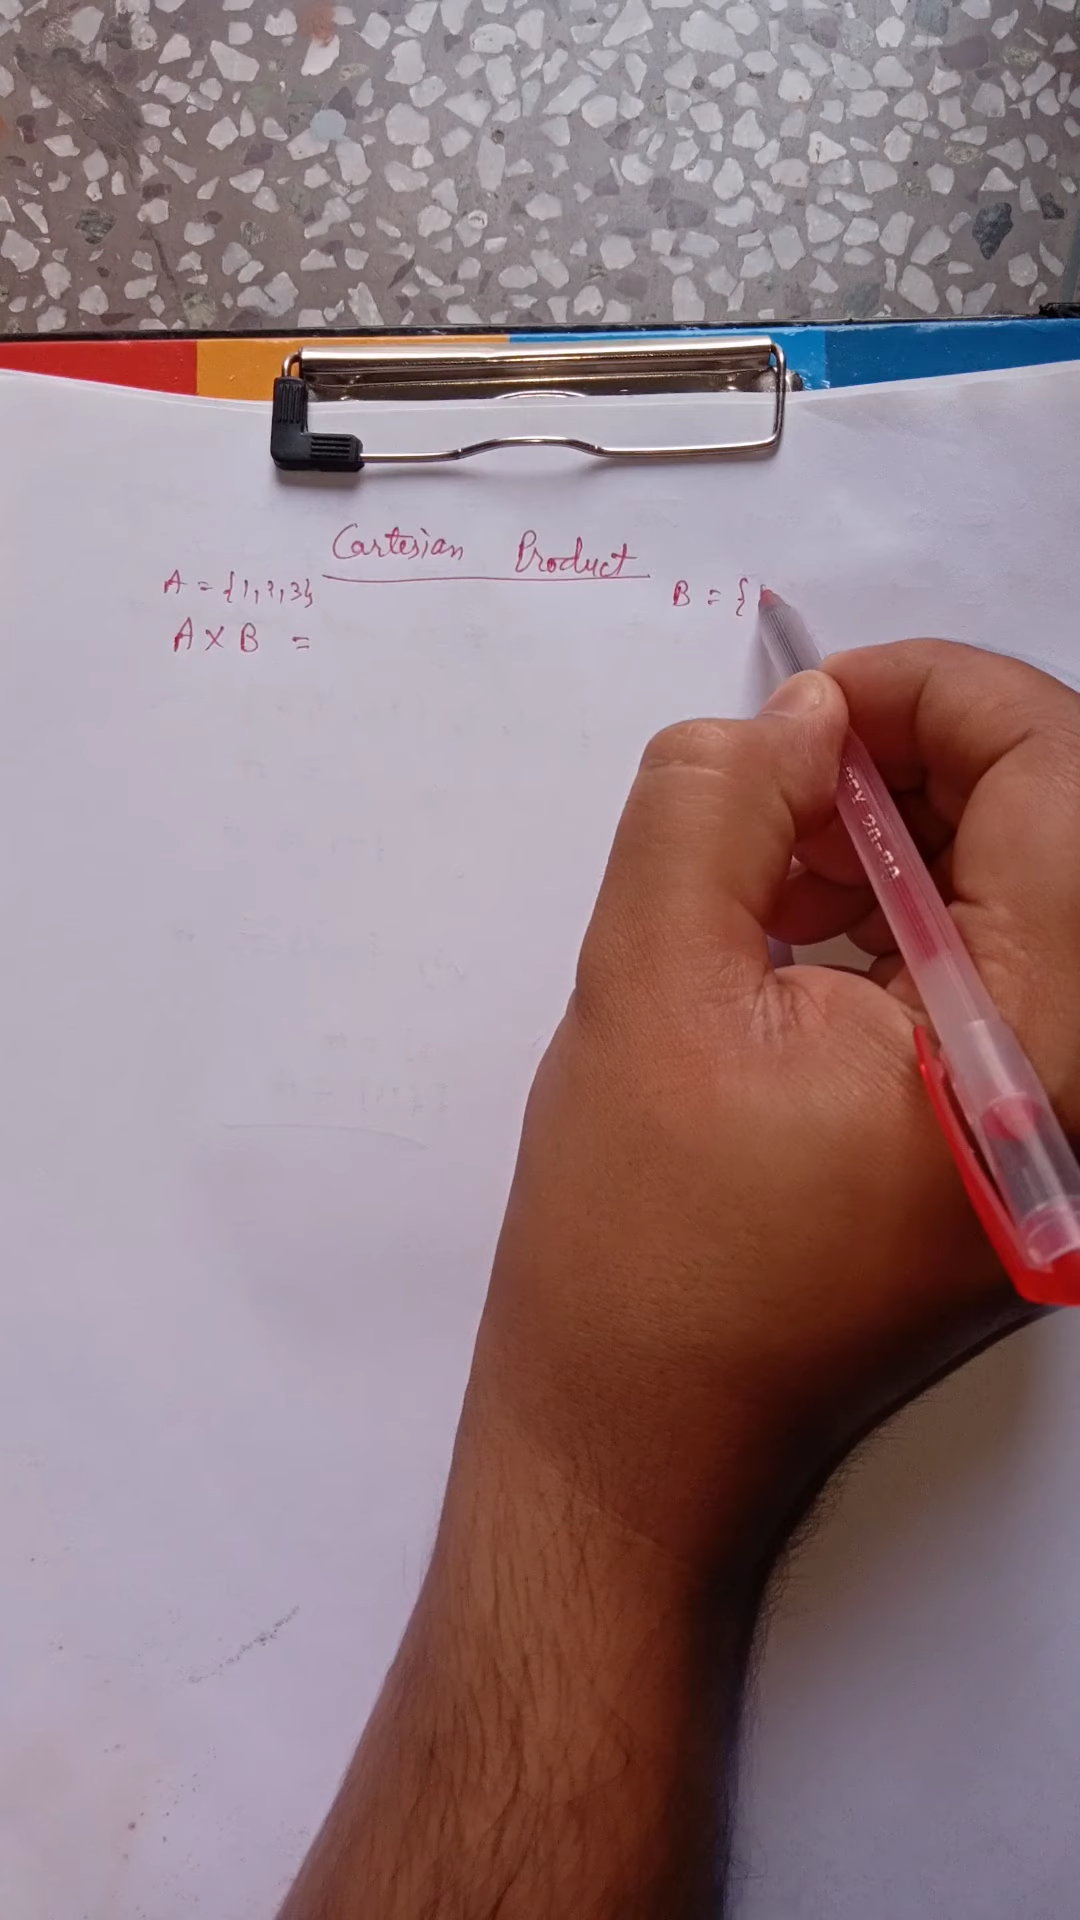 Cartesian Product
A = {1,2,3}
B = {
A × B =